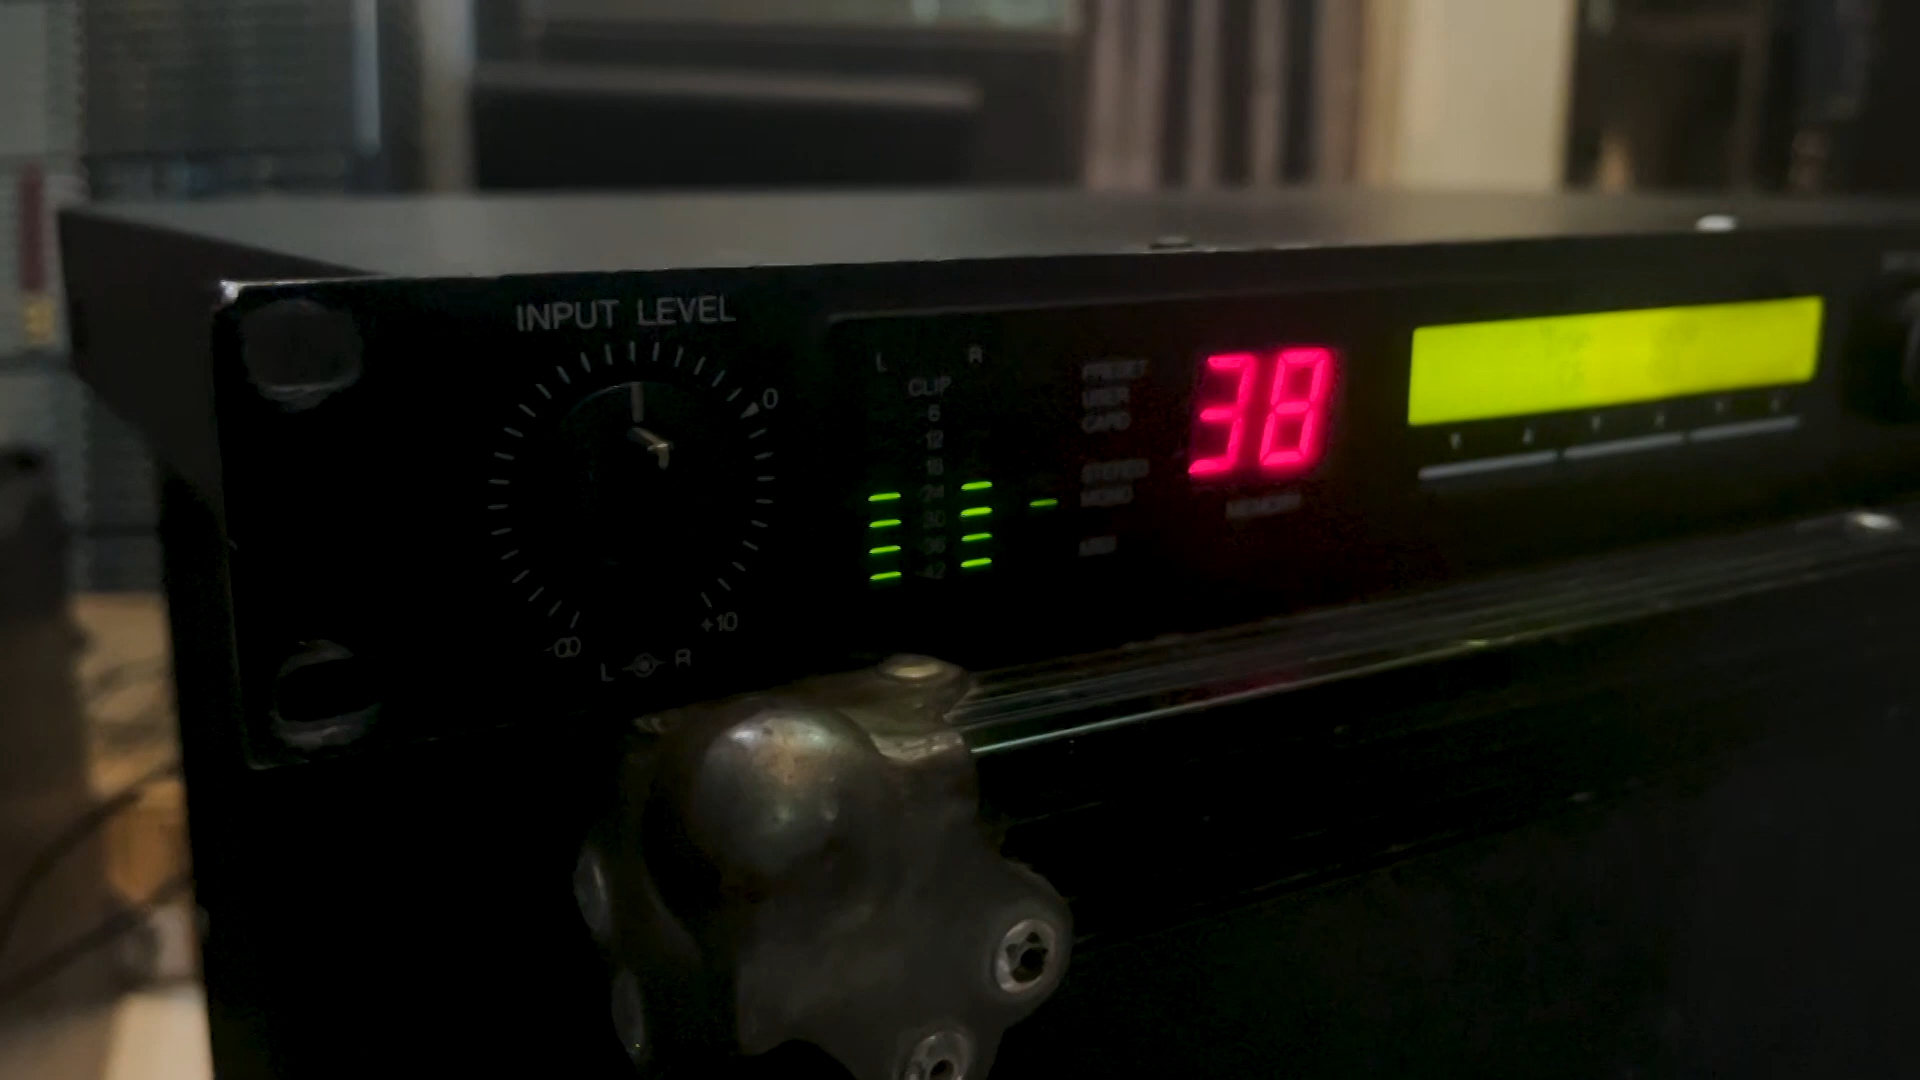 INPUT LEVEL
0
+10
-∞
L R
L R
CLIP
6
12
18
24
30
36
42
PRESET
USER
CARD
STEREO
MONO
MIDI
38
MEMORY